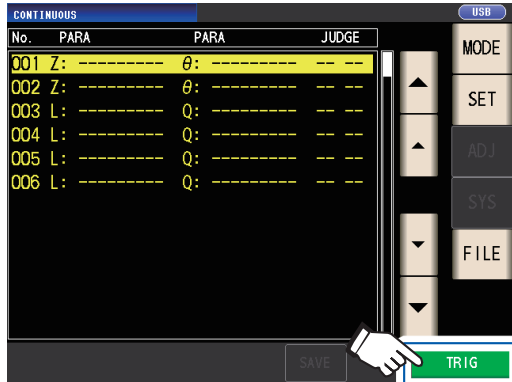 CONTINUOUS USB
No. PARA PARA JUDGE
001 Z: --------- θ: --------- -- --
002 Z: --------- θ: --------- -- --
003 L: --------- Q: --------- -- --
004 L: --------- Q: --------- -- --
005 L: --------- Q: --------- -- --
006 L: --------- Q: --------- -- --
MODE
SET
ADJ
SYS
FILE
SAVE
TRIG